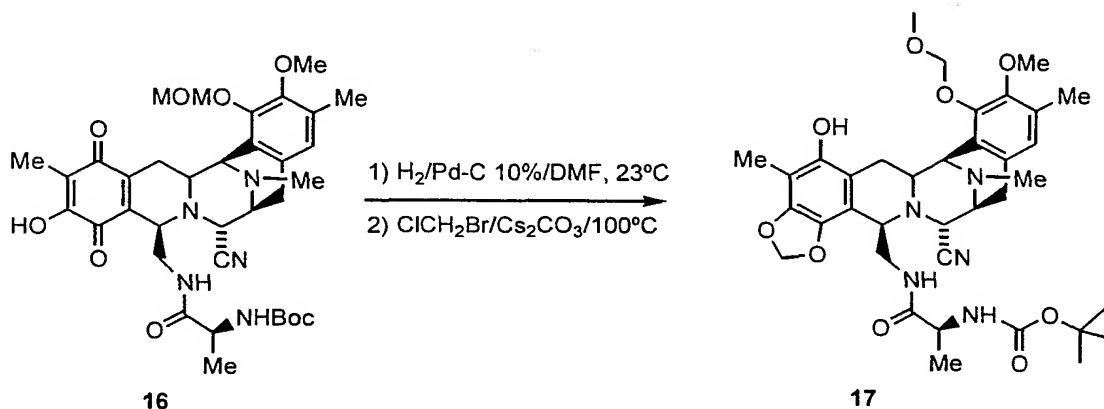 O
OMe
OMe
O
MOMO
Me
O
Me
OH
Me
N
Me
HO
O
N
CN
NH
O
NHBoc
Me
16
1) H₂/Pd-C 10%/DMF, 23ºC
2) ClCH₂Br/Cs₂CO₃/100ºC
Me
N
Me
N
O
O
CN
NH
O
NH
O
Me
O
17